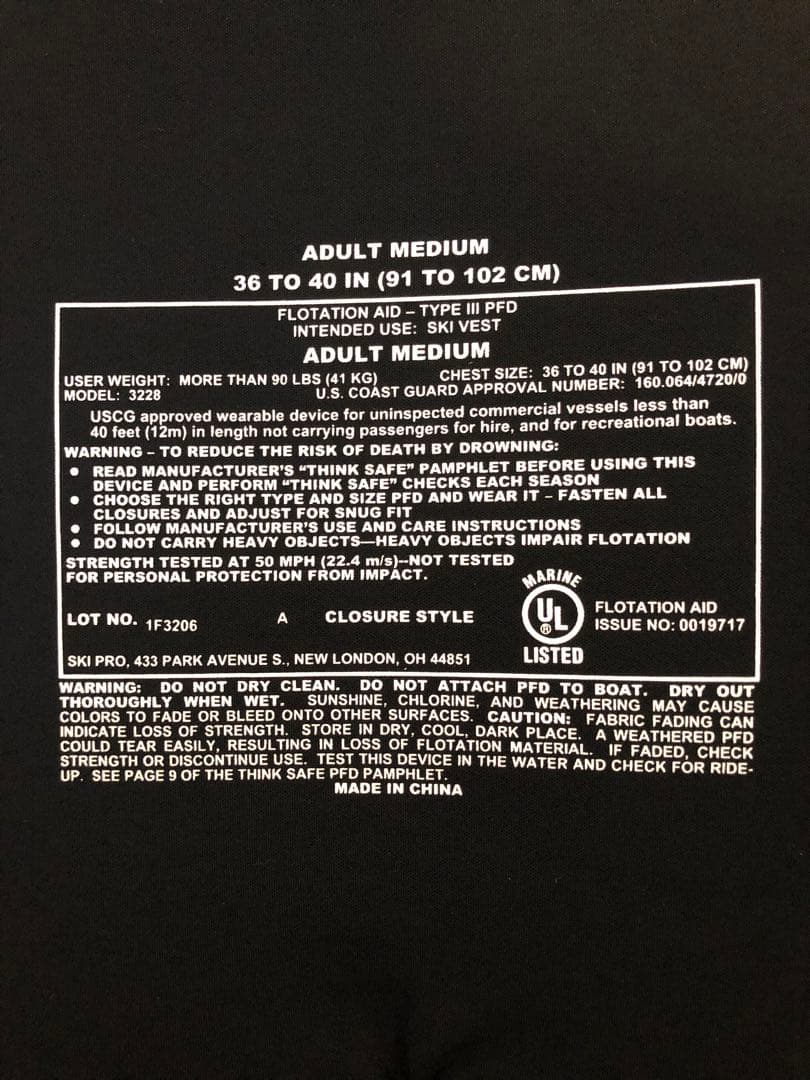 ADULT MEDIUM
36 TO 40 IN (91 TO 102 CM)
FLOTATION AID – TYPE III PFD
INTENDED USE: SKI VEST
ADULT MEDIUM
USER WEIGHT: MORE THAN 90 LBS (41 KG) CHEST SIZE: 36 TO 40 IN (91 TO 102 CM)
MODEL: 3228 U.S. COAST GUARD APPROVAL NUMBER: 160.064/4720/0
USCG approved wearable device for uninspected commercial vessels less than
40 feet (12m) in length not carrying passengers for hire, and for recreational boats.
WARNING – TO REDUCE THE RISK OF DEATH BY DROWNING:
● READ MANUFACTURER'S "THINK SAFE" PAMPHLET BEFORE USING THIS
DEVICE AND PERFORM "THINK SAFE" CHECKS EACH SEASON
● CHOOSE THE RIGHT TYPE AND SIZE PFD AND WEAR IT – FASTEN ALL
CLOSURES AND ADJUST FOR SNUG FIT
● FOLLOW MANUFACTURER'S USE AND CARE INSTRUCTIONS
● DO NOT CARRY HEAVY OBJECTS—HEAVY OBJECTS IMPAIR FLOTATION
STRENGTH TESTED AT 50 MPH (22.4 m/s)--NOT TESTED
FOR PERSONAL PROTECTION FROM IMPACT.
MARINE
UL ®
LISTED
FLOTATION AID
ISSUE NO: 0019717
LOT NO. 1F3206 A CLOSURE STYLE
SKI PRO, 433 PARK AVENUE S., NEW LONDON, OH 44851
WARNING: DO NOT DRY CLEAN. DO NOT ATTACH PFD TO BOAT. DRY OUT
THOROUGHLY WHEN WET. SUNSHINE, CHLORINE, AND WEATHERING MAY CAUSE
COLORS TO FADE OR BLEED ONTO OTHER SURFACES. CAUTION: FABRIC FADING CAN
INDICATE LOSS OF STRENGTH. STORE IN DRY, COOL, DARK PLACE. A WEATHERED PFD
COULD TEAR EASILY, RESULTING IN LOSS OF FLOTATION MATERIAL. IF FADED, CHECK
STRENGTH OR DISCONTINUE USE. TEST THIS DEVICE IN THE WATER AND CHECK FOR RIDE-
UP. SEE PAGE 9 OF THE THINK SAFE PFD PAMPHLET.
MADE IN CHINA